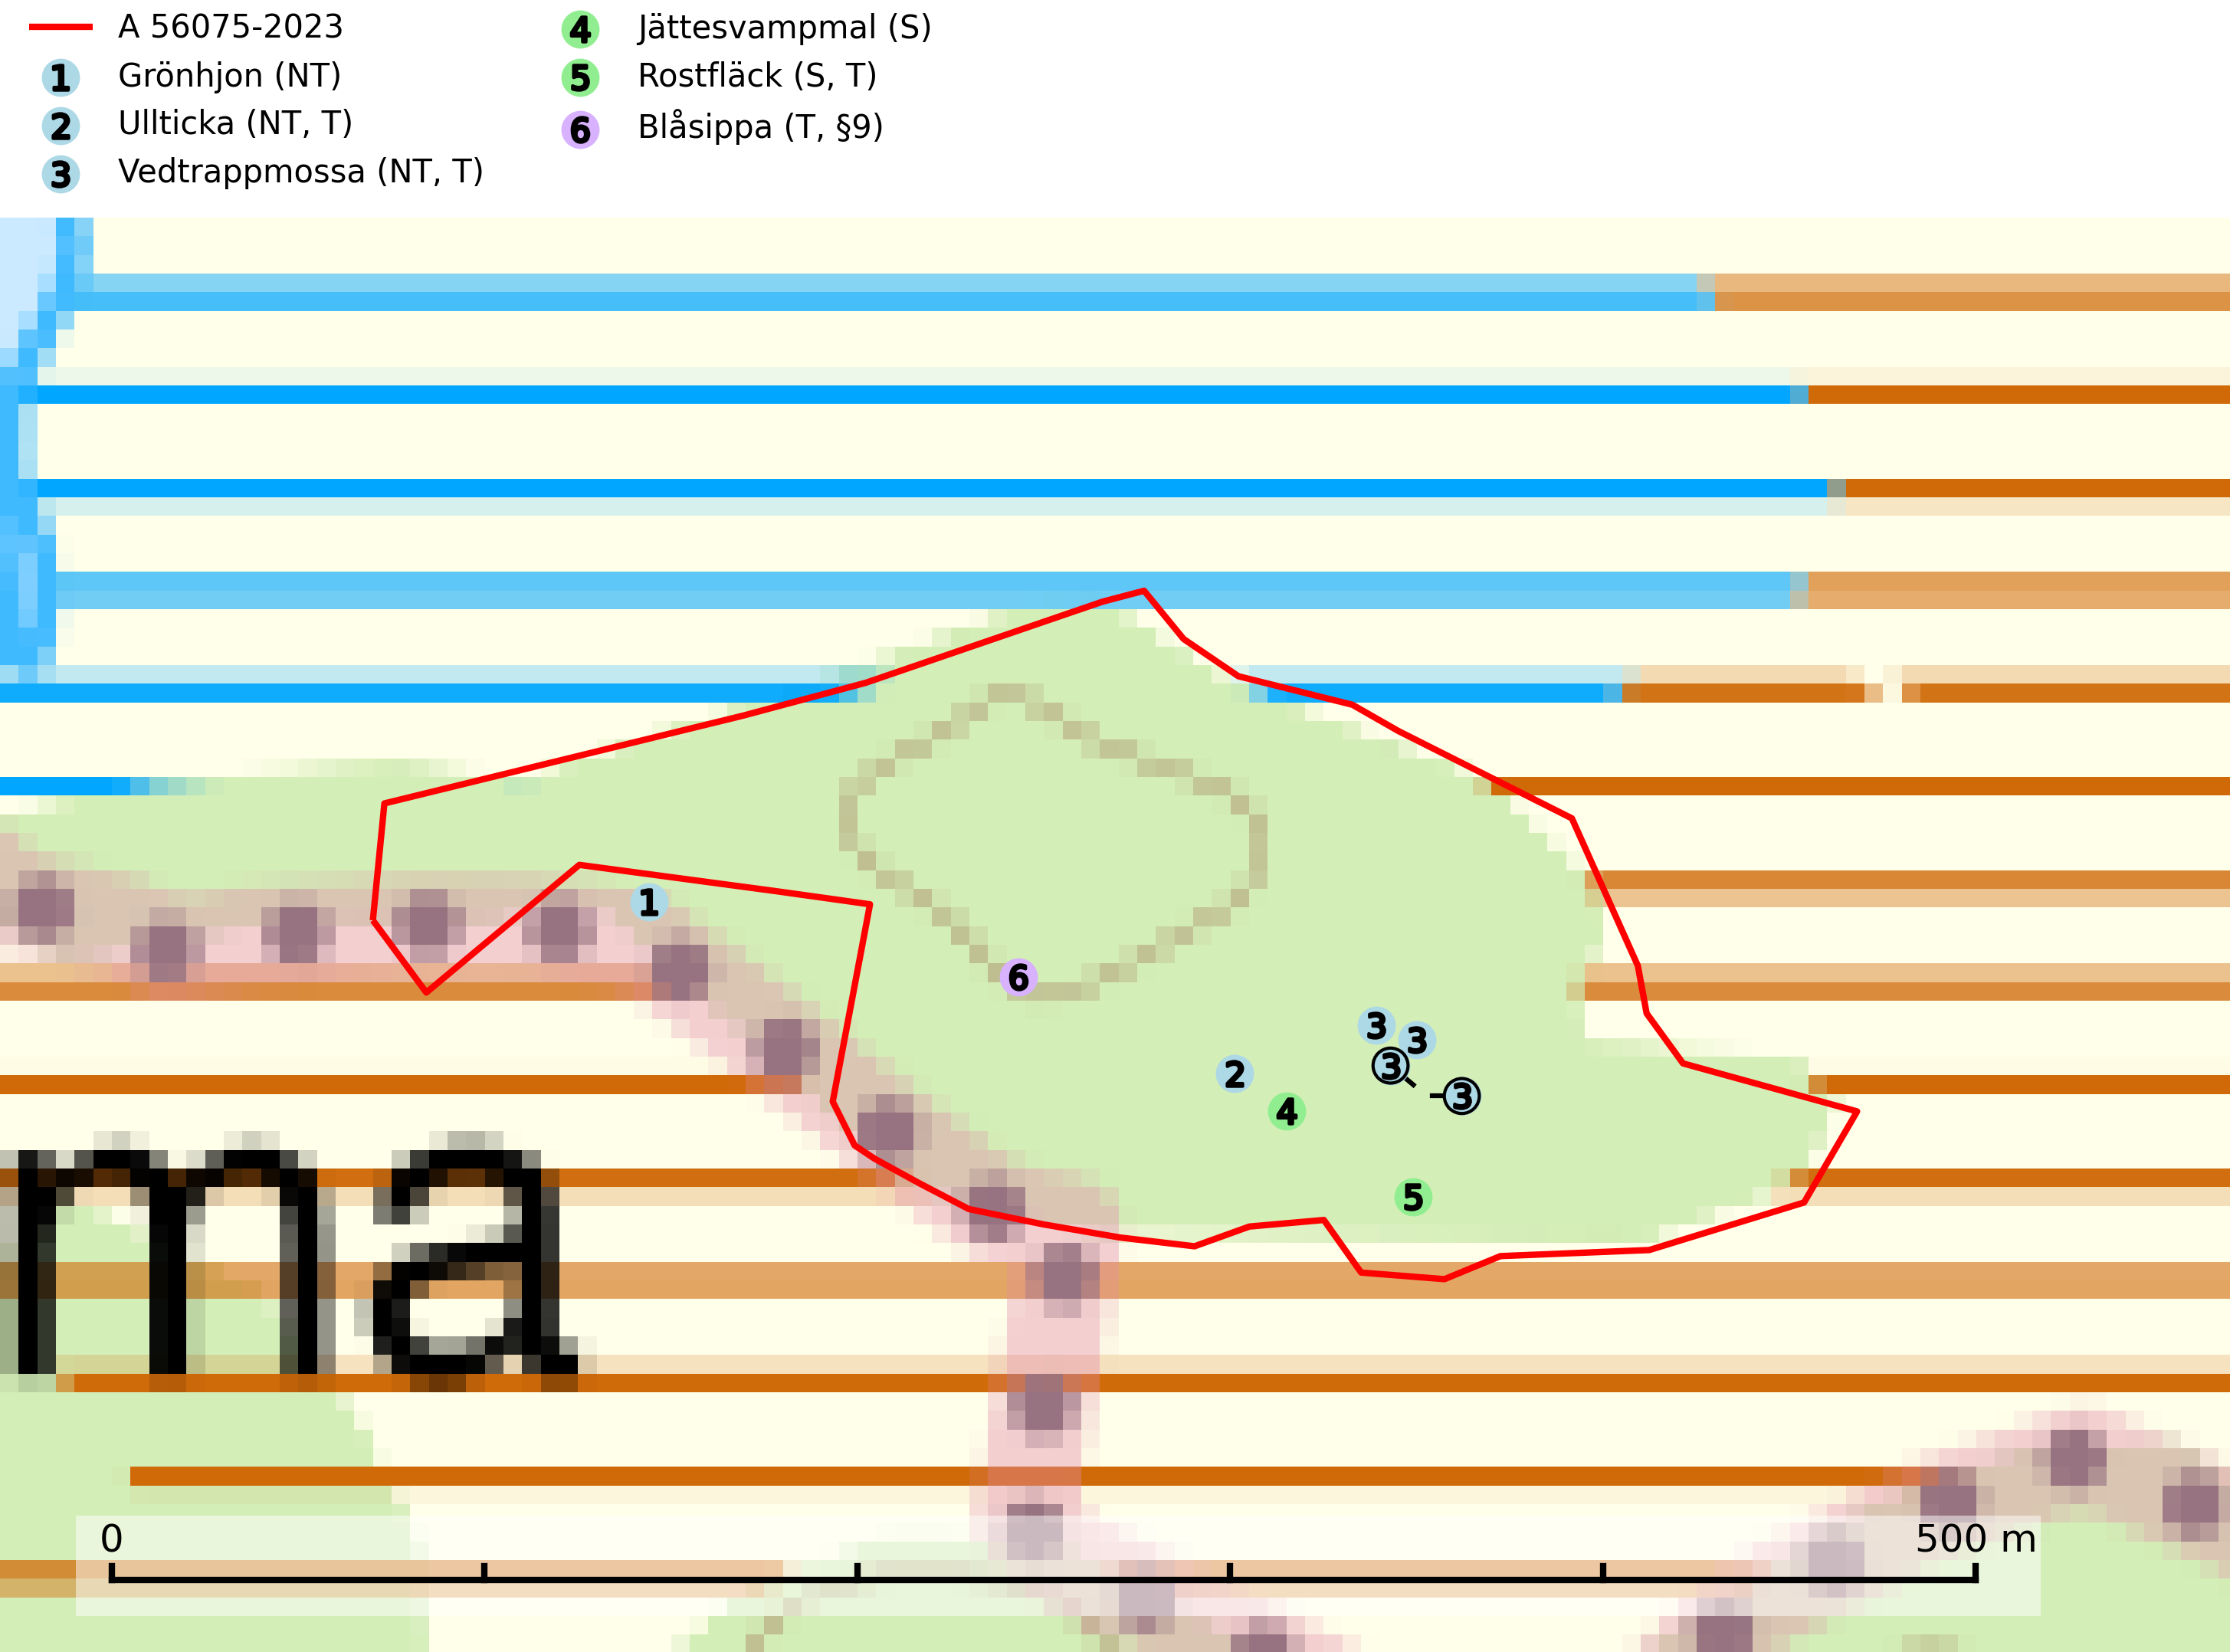 A 56075-2023
1 Grönhjon (NT)
2 Ullticka (NT, T)
3 Vedtrappmossa (NT, T)
4 Jättesvampmal (S)
5 Rostfläck (S, T)
6 Blåsippa (T, §9)
1
6
3
3
3
2
3
4
5
na
0 500 m